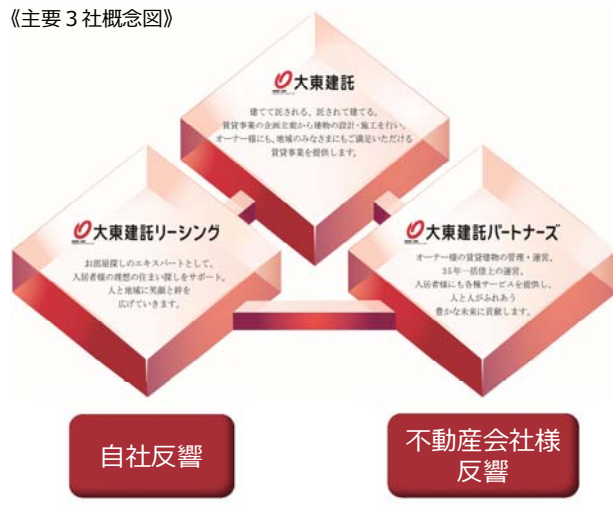 《主要３社概念図》
大東建託
建てて託される、託されて建てる。
賃貸事業の企画立案から建物の設計・施工を行い、
オーナー様にも、地域のみなさまにもご満足いただける
賃貸事業を提供します。
大東建託リーシング
お部屋探しのエキスパートとして、
入居者様の理想の住まい探しをサポート。
人と地域に笑顔と絆を
広げていきます。
大東建託パートナーズ
オーナー様の賃貸建物の管理・運営、
35年一括借上の運営、
入居者様にも各種サービスを提供し、
人と人がふれあう
豊かな未来に貢献します。
自社反響
不動産会社様
反響